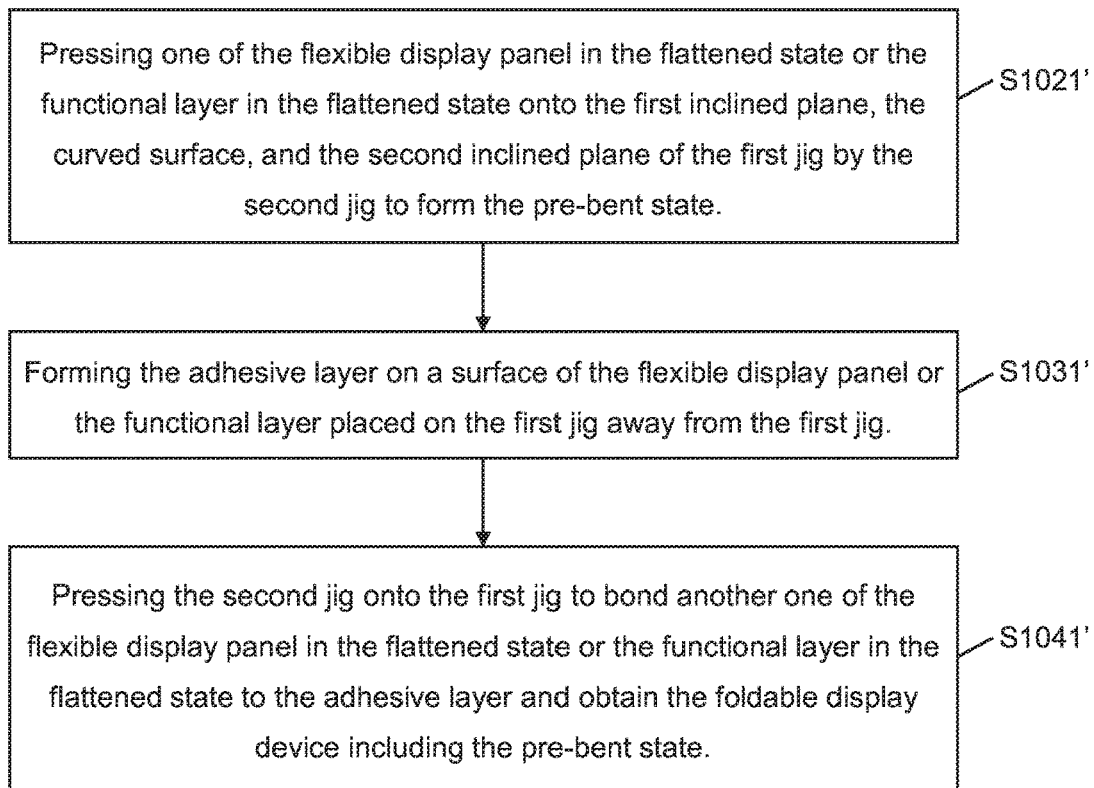 Pressing one of the flexible display panel in the flattened state or the
functional layer in the flattened state onto the first inclined plane, the
curved surface, and the second inclined plane of the first jig by the
second jig to form the pre-bent state.
S1021’
Forming the adhesive layer on a surface of the flexible display panel or
the functional layer placed on the first jig away from the first jig.
S1031’
Pressing the second jig onto the first jig to bond another one of the
flexible display panel in the flattened state or the functional layer in the
flattened state to the adhesive layer and obtain the foldable display
device including the pre-bent state.
S1041’